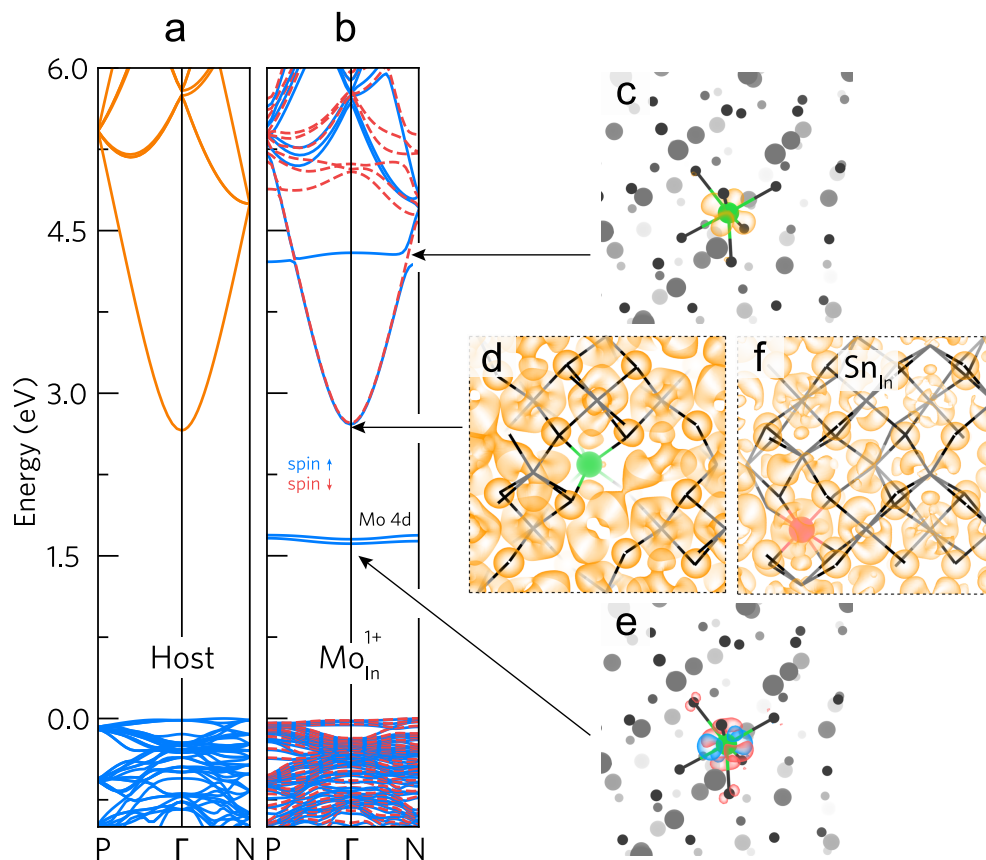 a
b
c
6.0
4.5
3.0
1.5
0.0
Energy (eV)
spin ↑
spin ↓
Mo 4d
Host
Mo In 1+
P Γ N
P Γ N
d
f
Sn In
e